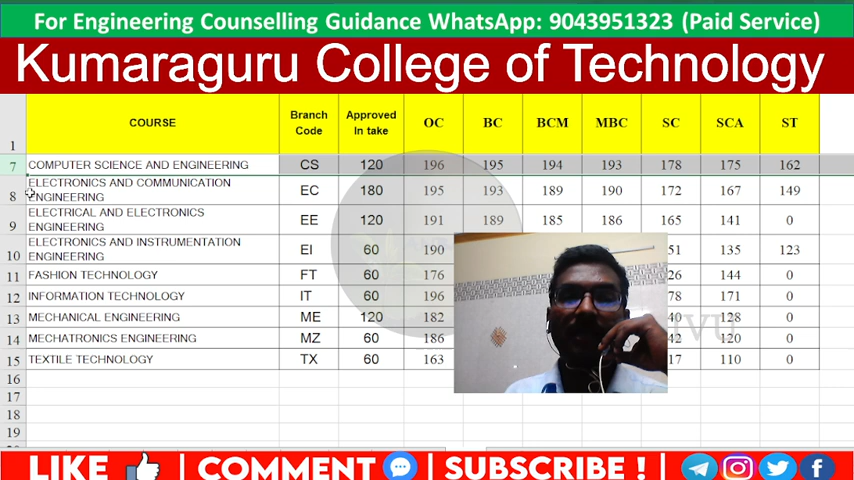 For Engineering Counselling Guidance WhatsApp: 9043951323 (Paid Service)
Kumaraguru College of Technology
1 COURSE Branch Code Approved In take OC BC BCM MBC SC SCA ST
7 COMPUTER SCIENCE AND ENGINEERING CS 120 196 195 194 193 178 175 162
8 ELECTRONICS AND COMMUNICATION ENGINEERING EC 180 195 193 189 190 172 167 149
9 ELECTRICAL AND ELECTRONICS ENGINEERING EE 120 191 189 185 186 165 141 0
10 ELECTRONICS AND INSTRUMENTATION ENGINEERING EI 60 190 51 135 123
11 FASHION TECHNOLOGY FT 60 176 26 144 0
12 INFORMATION TECHNOLOGY IT 60 196 78 171 0
13 MECHANICAL ENGINEERING ME 120 182 40 128 0
14 MECHATRONICS ENGINEERING MZ 60 186 42 120 0
15 TEXTILE TECHNOLOGY TX 60 163 17 110 0
16
17
18
19
LIKE | COMMENT | SUBSCRIBE ! |